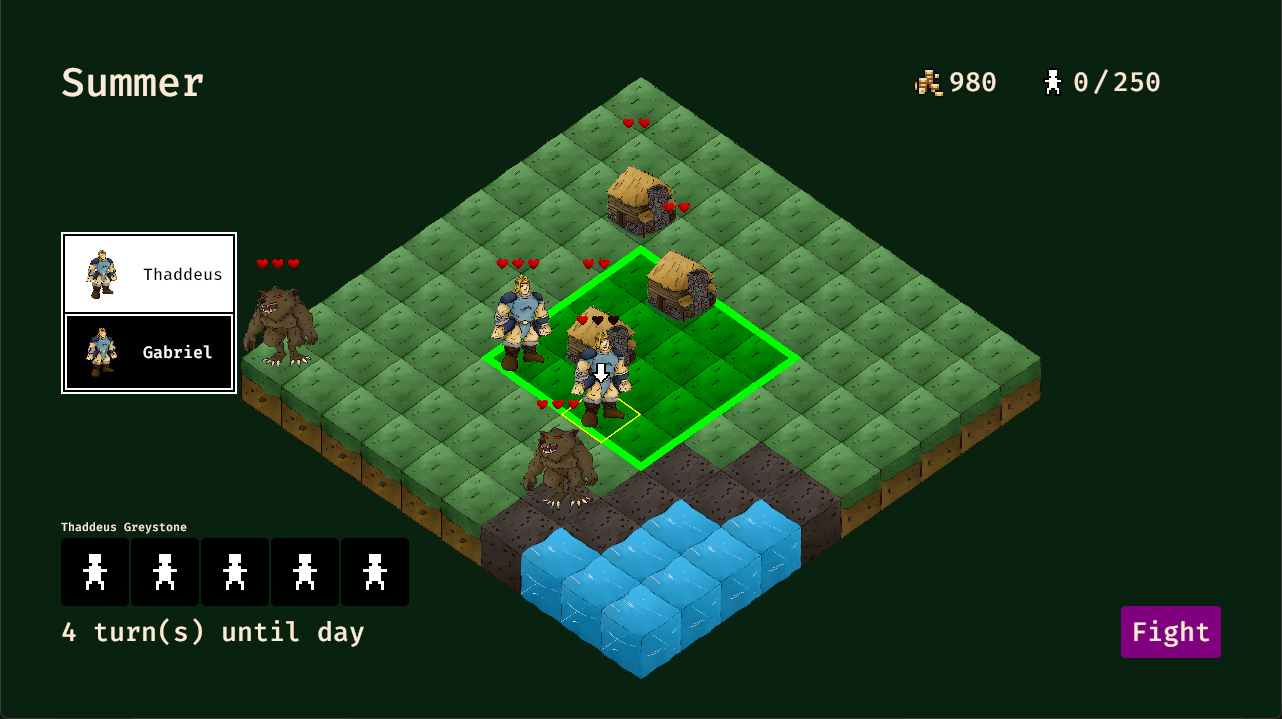 Summer
980
0/250
Thaddeus
Gabriel
Thaddeus Greystone
4 turn(s) until day
Fight